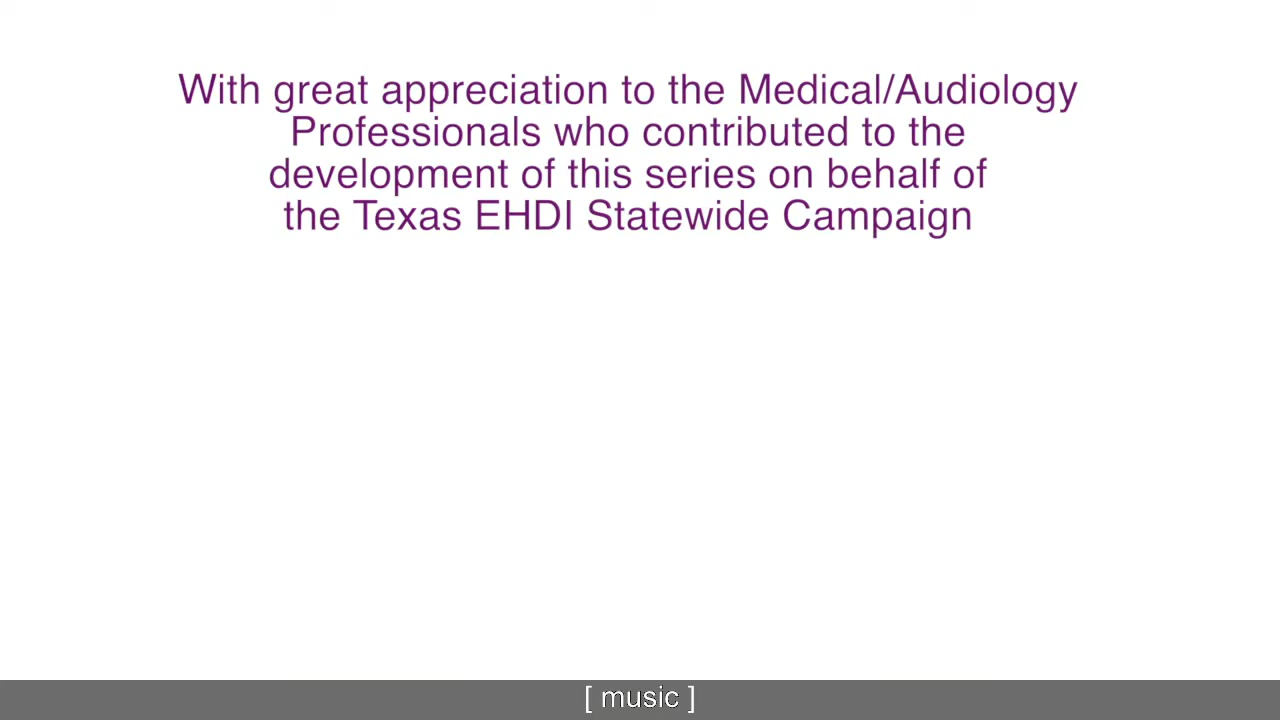 With great appreciation to the Medical/Audiology
Professionals who contributed to the
development of this series on behalf of
the Texas EHDI Statewide Campaign
[ music ]